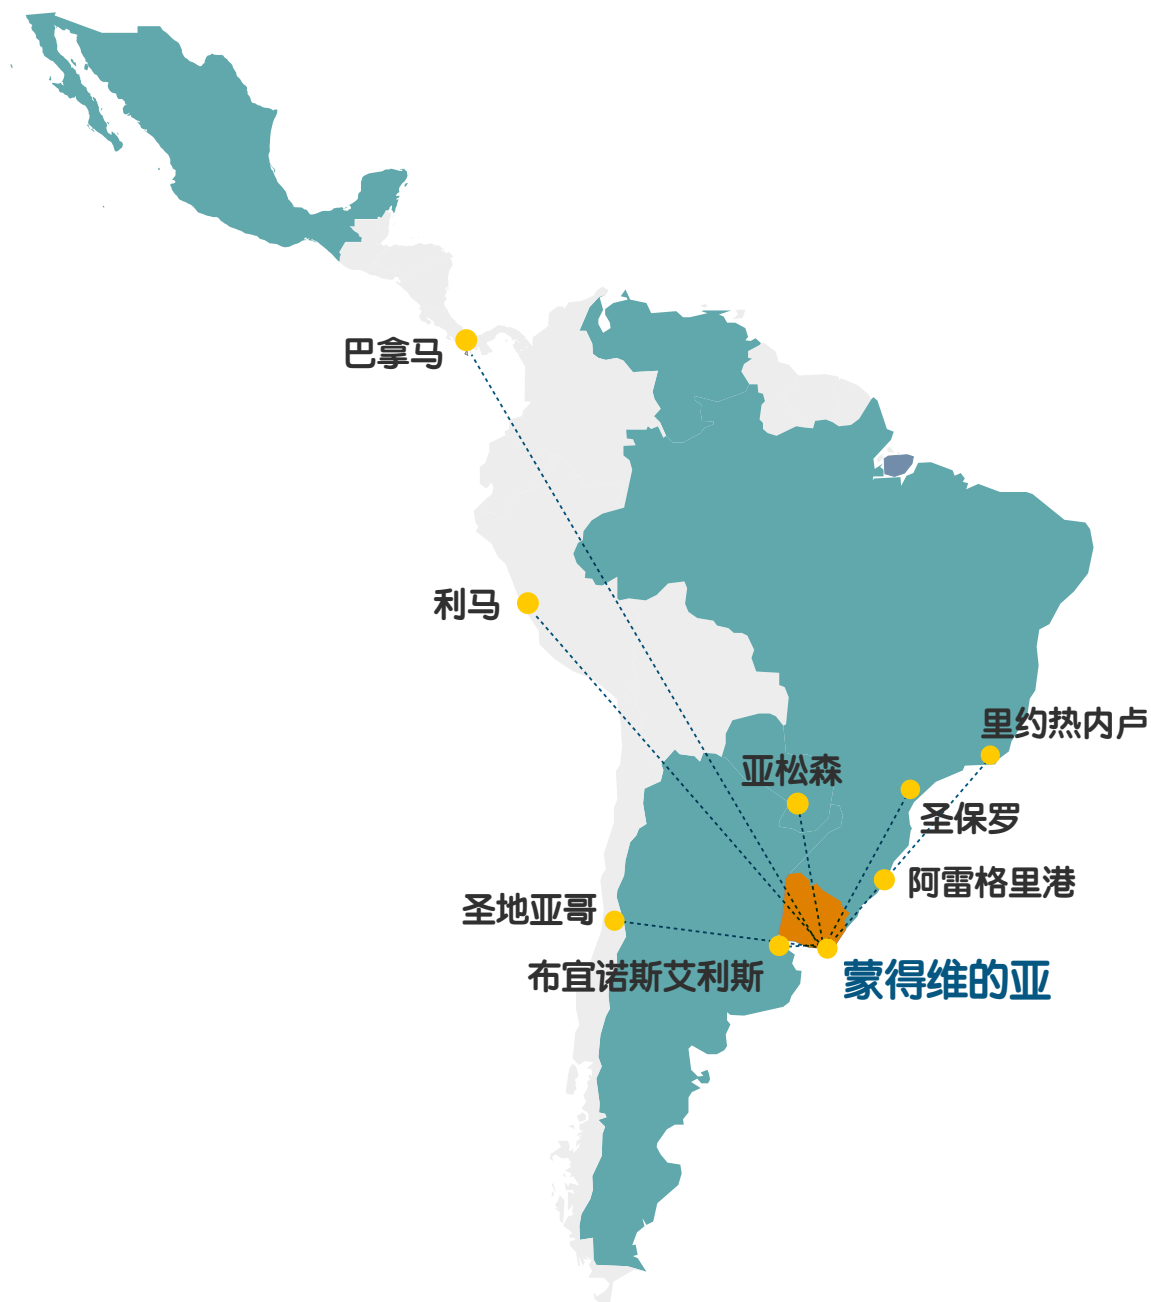 巴拿马
利马
里约热内卢
亚松森
圣保罗
阿雷格里港
圣地亚哥
布宜诺斯艾利斯
蒙得维的亚